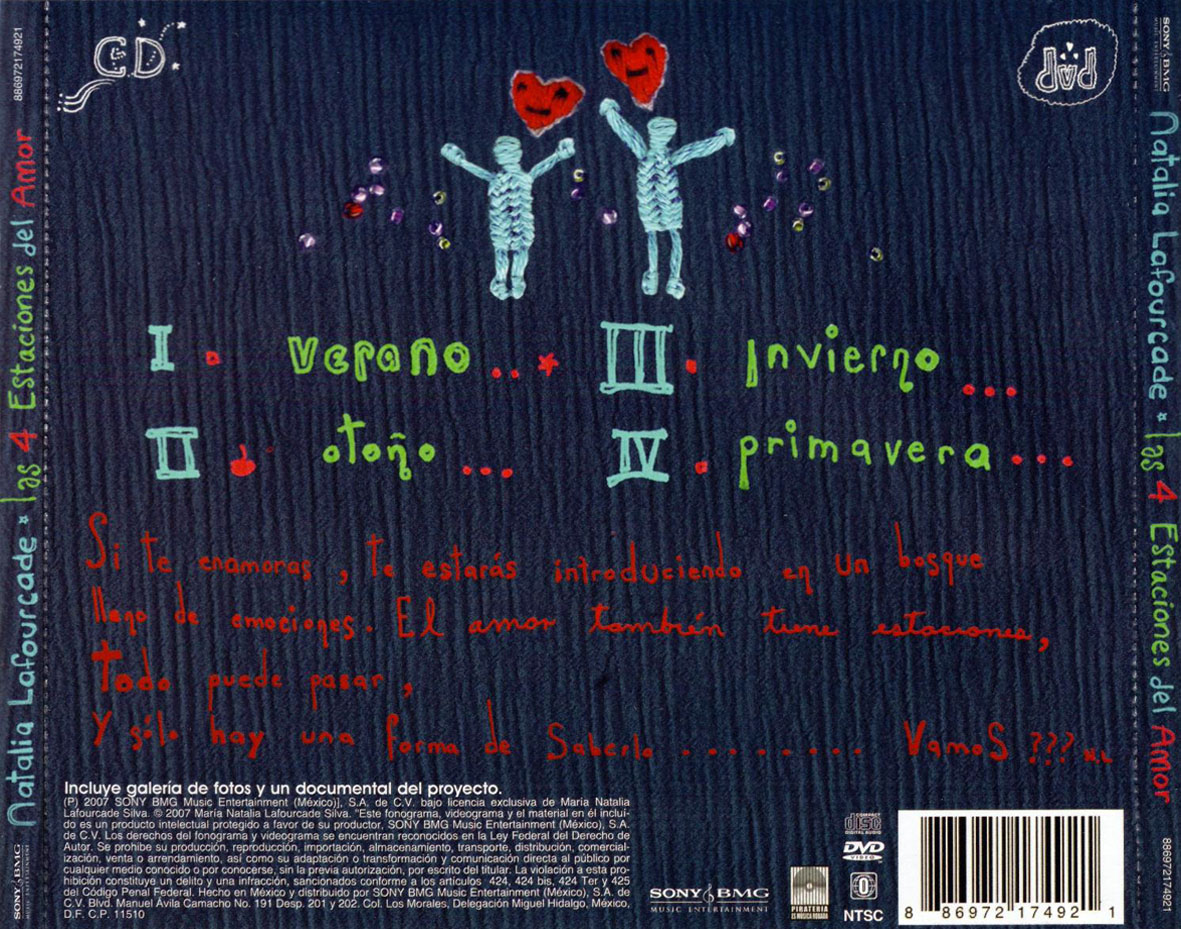 CD
DVD
SONY BMG
MUSIC ENTERTAINMENT
886972174921
Natalia Lafourcade * las 4 Estaciones del Amor
I. verano...
II. otoño...
III. Invierno...
IV. primavera...
Si te enamoras, te estarás introduciendo en un bosque
lleno de emociones. El amor también tiene estaciones,
Todo puede pasar,
Y sólo hay una forma de Saberlo......... VamoS ??? N.L
Incluye galería de fotos y un documental del proyecto.
(P) 2007 SONY BMG Music Entertainment (México)], S.A. de C.V. bajo licencia exclusiva de María Natalia
Lafourcade Silva. © 2007 María Natalia Lafourcade Silva. "Este fonograma, videograma y el material en él incluí-
do es un producto intelectual protegido a favor de su productor, SONY BMG Music Entertainment (México), S.A.
de C.V. Los derechos del fonograma y videograma se encuentran reconocidos en la Ley Federal del Derecho de
Autor. Se prohibe su producción, reproducción, importación, almacenamiento, transporte, distribución, comercial-
ización, venta o arrendamiento, así como su adaptación o transformación y comunicación directa al público por
cualquier medio conocido o por conocerse, sin la previa autorización, por escrito del titular. La violación a esta pro-
hibición constituye un delito y una infracción, sancionados conforme a los artículos 424, 424 bis, 424 Ter y 425
del Código Penal Federal. Hecho en México y distribuido por SONY BMG Music Entertainment (México), S.A. de
C.V. Blvd. Manuel Ávila Camacho No. 191 Desp. 201 y 202. Col. Los Morales, Delegación Miguel Hidalgo, México,
D.F. C.P. 11510
SONY BMG
MUSIC ENTERTAINMENT
PIRATERIA
ES MUSICA ROBADA
COMPACT
disc
DIGITAL AUDIO
DVD
VIDEO
0
NTSC
8 86972 17492 1
Natalia Lafourcade * las 4 Estaciones del Amor
886972174921
SONY BMG
MUSIC ENTERTAINMENT